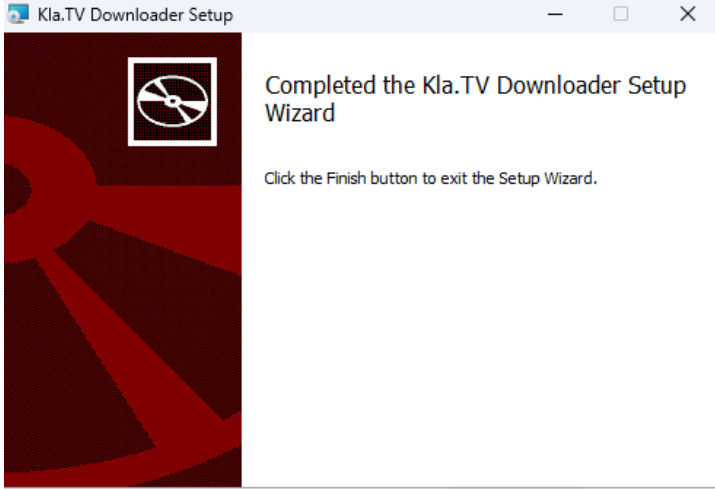 Kla.TV Downloader Setup
Completed the Kla.TV Downloader Setup
Wizard
Click the Finish button to exit the Setup Wizard.